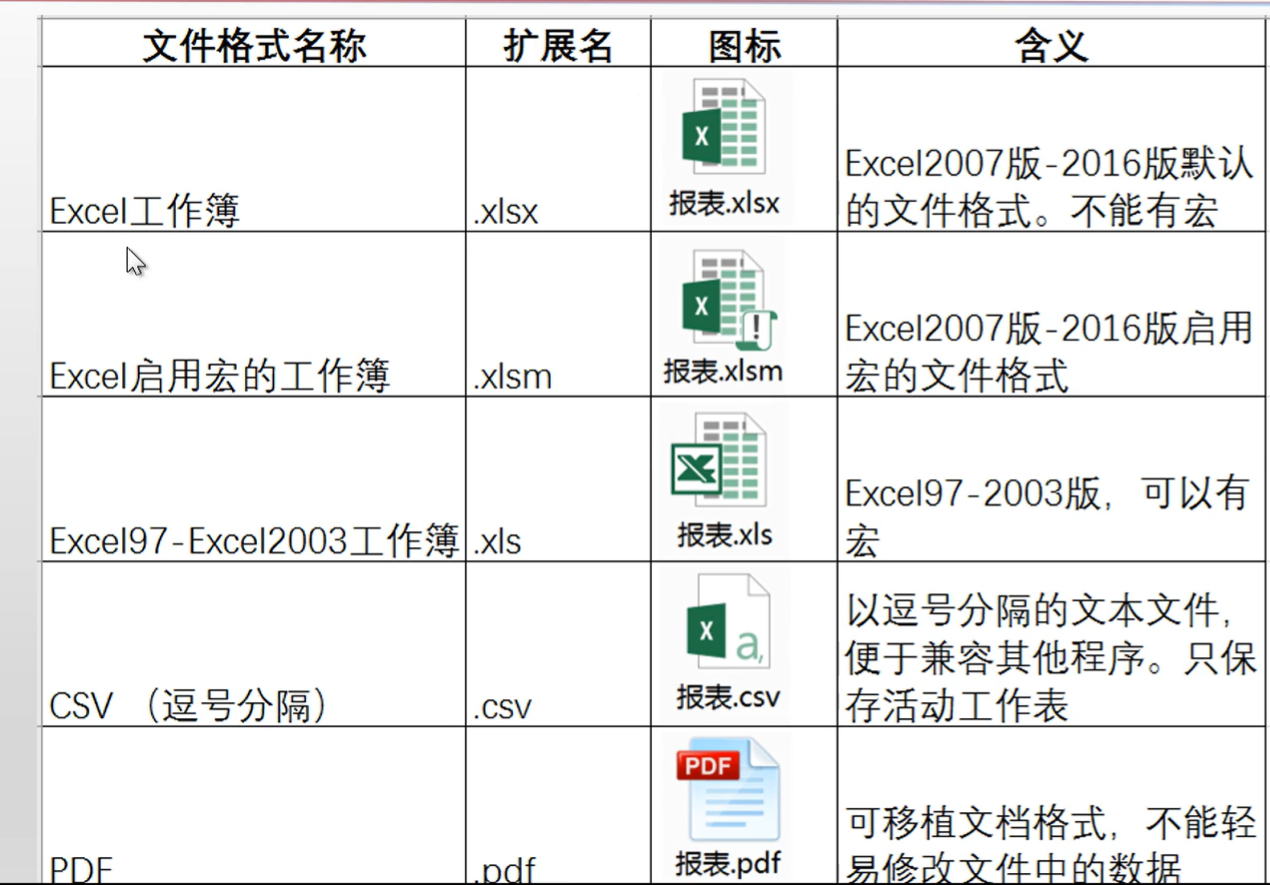 文件格式名称 扩展名 图标 含义
Excel工作簿 .xlsx 报表.xlsx Excel2007版-2016版默认
的文件格式。不能有宏
Excel启用宏的工作簿 .xlsm 报表.xlsm Excel2007版-2016版启用
宏的文件格式
Excel97-Excel2003工作簿 .xls 报表.xls Excel97-2003版，可以有
宏
CSV （逗号分隔） .csv 报表.csv 以逗号分隔的文本文件，
便于兼容其他程序。只保
存活动工作表
PDF .pdf PDF 报表.pdf 可移植文档格式，不能轻
易修改文件中的数据